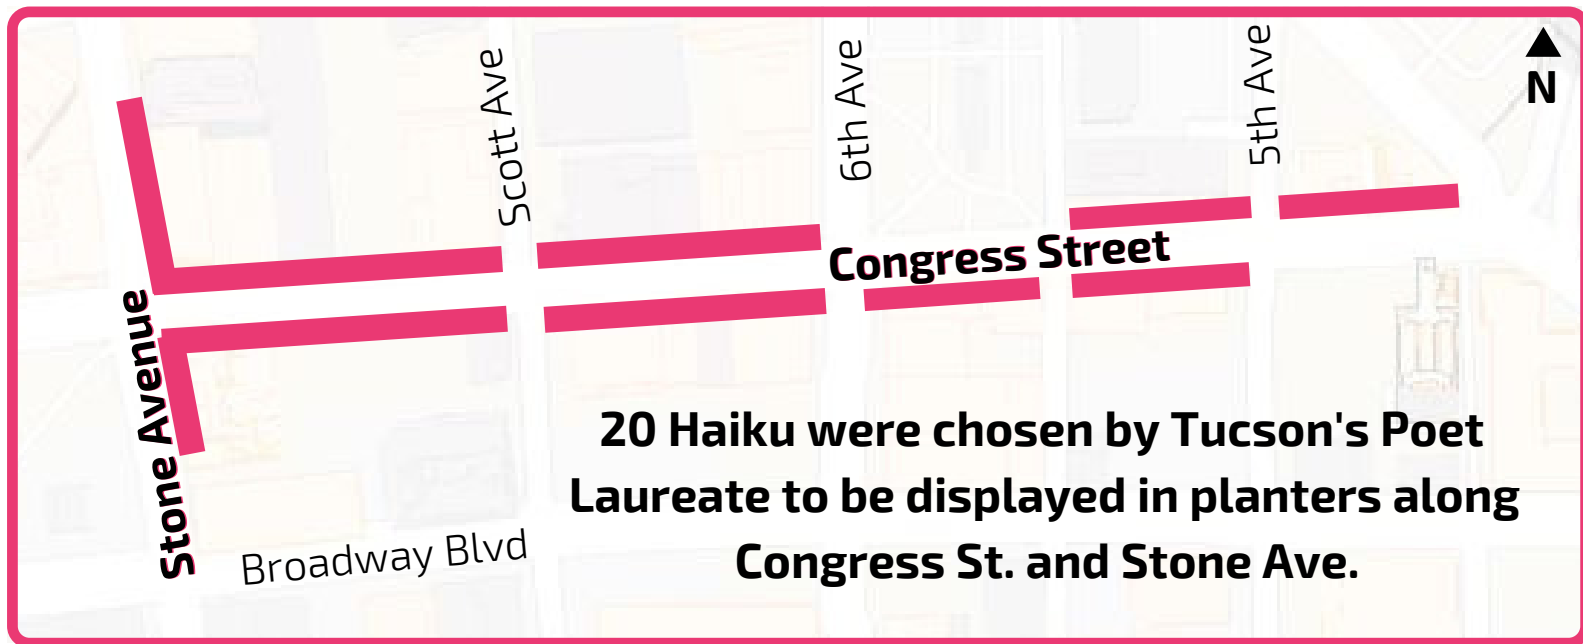 Scott Ave
6th Ave
5th Ave
N
Congress Street
Stone Avenue
Broadway Blvd
20 Haiku were chosen by Tucson's Poet
Laureate to be displayed in planters along
Congress St. and Stone Ave.